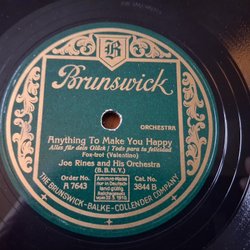 B
Brunswick
ORCHESTRA
Anything To Make You Happy
Alles für dein Glück | Todo para tu felicidad
Fox-trot (Valentino)
Joe Rines and His Orchestra
(B.B.N.Y.)
Order No.
A 7643
Cat. No.
3844 B
THE BRUNSWICK-BALKE-COLLENDER COMPANY